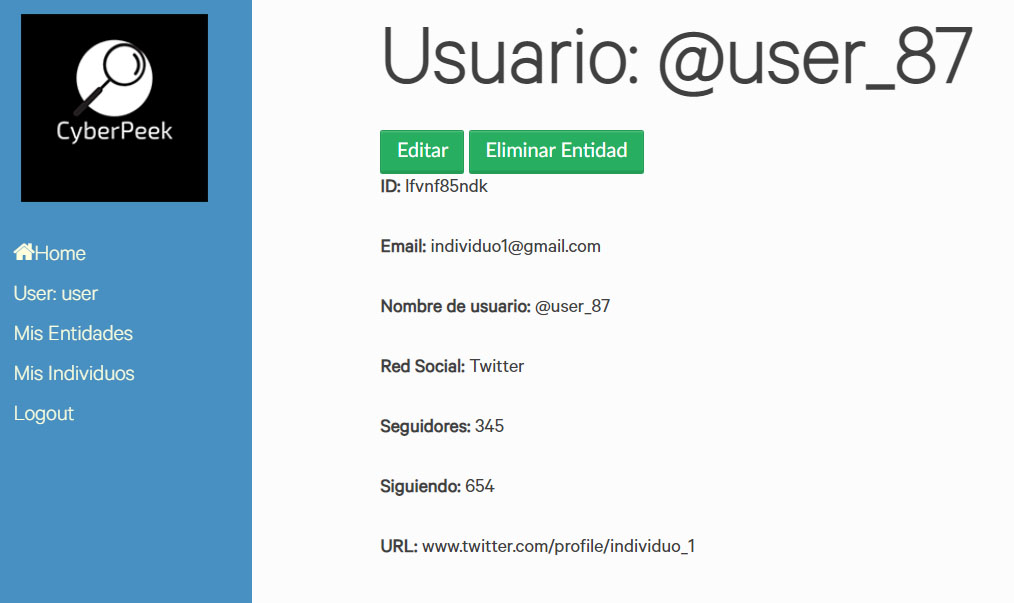 CyberPeek
Home
User: user
Mis Entidades
Mis Individuos
Logout
Usuario: @user_87
Editar Eliminar Entidad
ID: lfvnf85ndk
Email: individuo1@gmail.com
Nombre de usuario: @user_87
Red Social: Twitter
Seguidores: 345
Siguiendo: 654
URL: www.twitter.com/profile/individuo_1